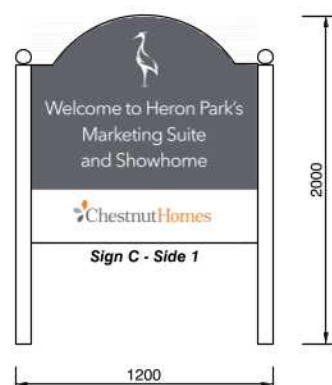 Welcome to Heron Park's
Marketing Suite
and Showhome
ChestnutHomes
Sign C - Side 1
2000
1200